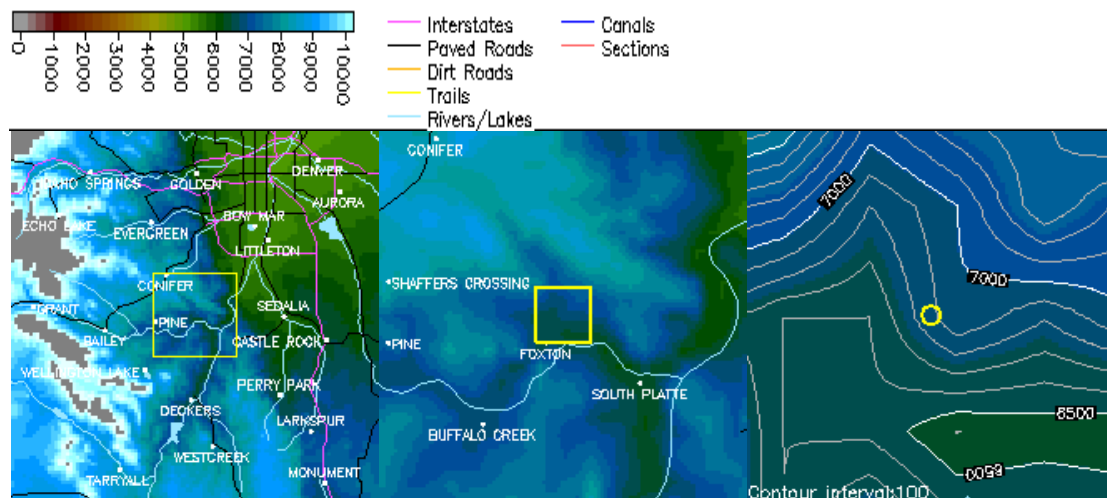 0 1000 2000 3000 4000 5000 6000 7000 8000 9000 10000
Interstates
Paved Roads
Dirt Roads
Trails
Rivers/Lakes
Canals
Sections
DENVER
GOLDEN
AURORA
ECHO LAKE
BOW MAR
EVERGREEN
LITTLETON
CONIFER
GRANT
PINE
SEDALIA
BAILEY
CASTLE ROCK
WELLINGTON LAKE
PERRY PARK
DECKERS
LARKSPUR
WESTCREEK
TARRYALL
MONUMENT
CONIFER
SHAFFERS CROSSING
PINE
FOXTON
SOUTH PLATTE
BUFFALO CREEK
7000
7000
6500
6500
Contour interval:100